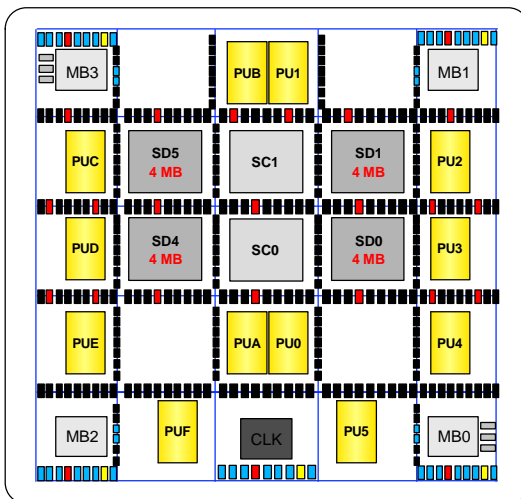 MB3
PUB PU1
MB1
PUC
SD5
4 MB
SC1
SD1
4 MB
PU2
PUD
SD4
4 MB
SC0
SD0
4 MB
PU3
PUE
PUA PU0
PU4
MB2
PUF
CLK
PU5
MB0